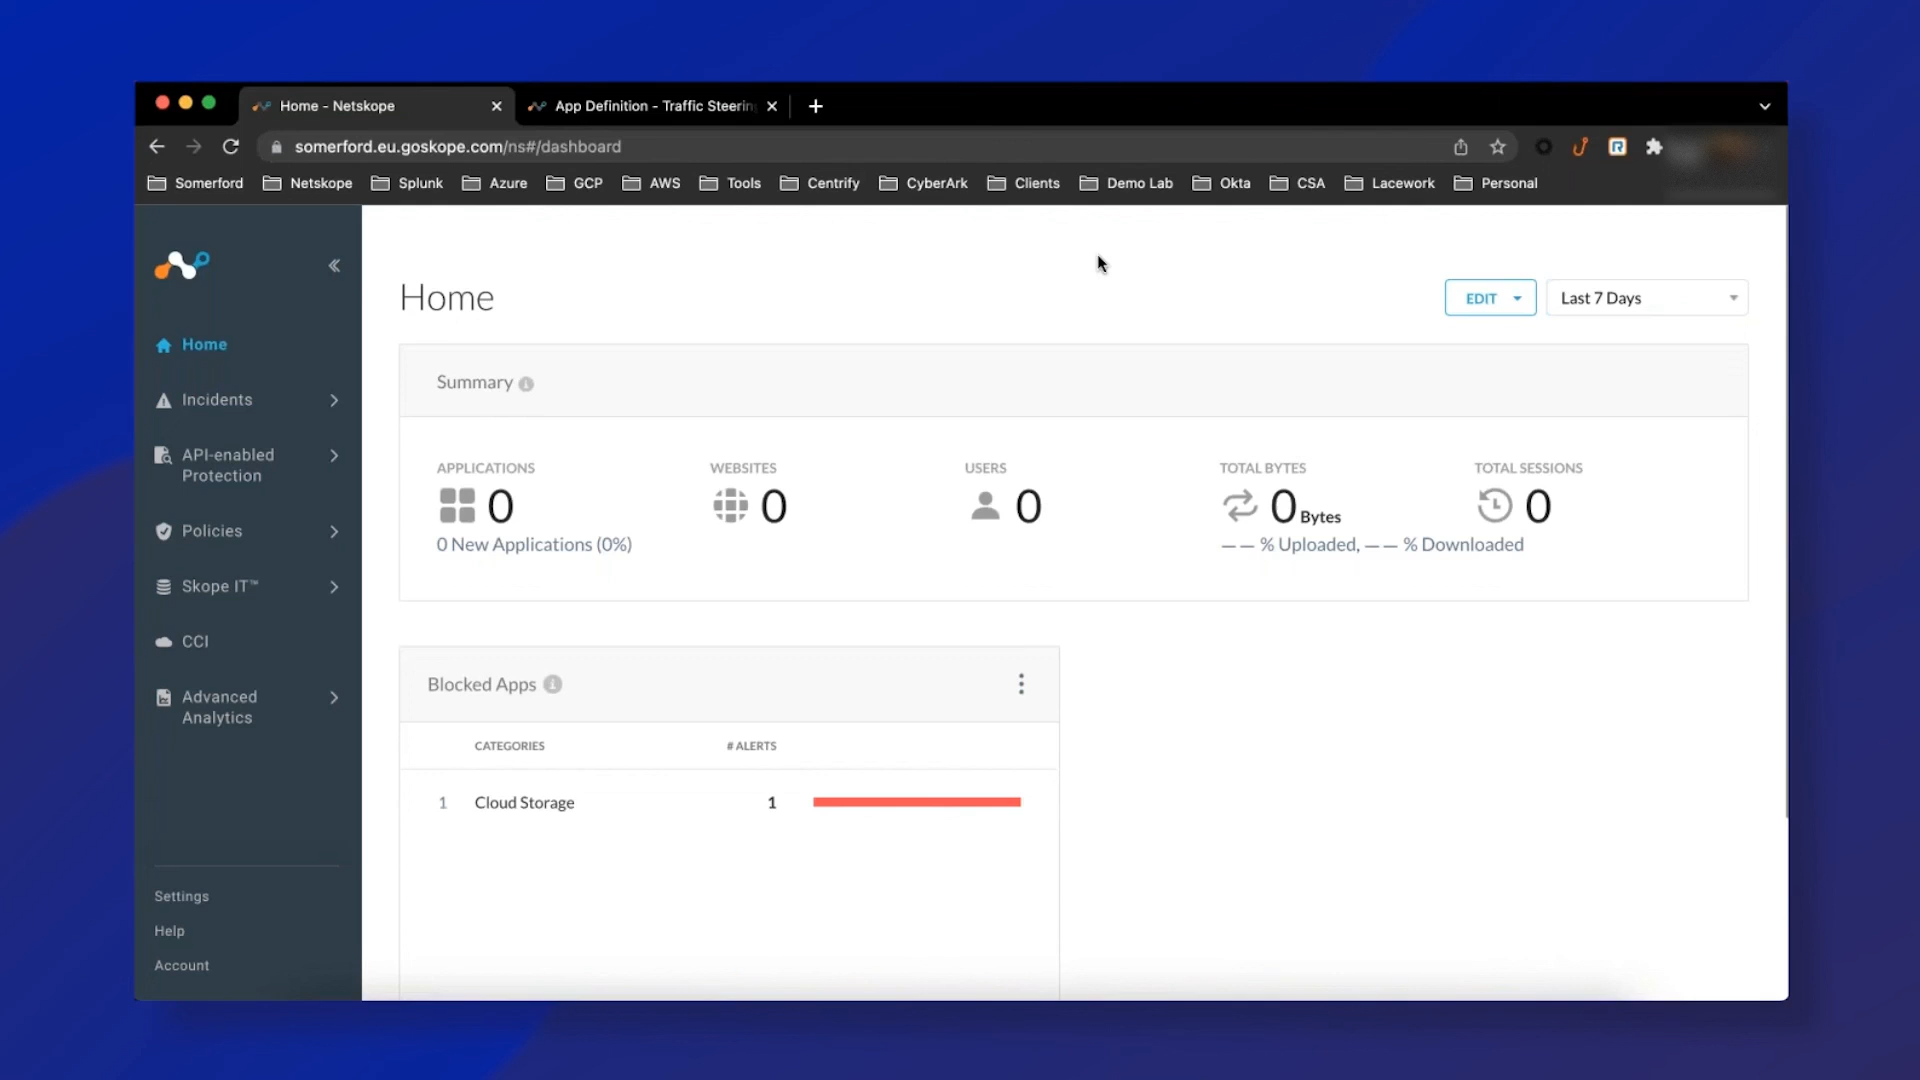 Home - Netskope
App Definition - Traffic Steerin
somerford.eu.goskope.com/ns#/dashboard
Somerford Netskope Splunk Azure GCP AWS Tools Centrify CyberArk Clients Demo Lab Okta CSA Lacework Personal
Home
Incidents
API-enabled
Protection
Policies
Skope IT™
CCI
Advanced
Analytics
Settings
Help
Account
Home
EDIT
Last 7 Days
Summary
APPLICATIONS
0
0 New Applications (0%)
WEBSITES
0
USERS
0
TOTAL BYTES
0 Bytes
— — % Uploaded, — — % Downloaded
TOTAL SESSIONS
0
Blocked Apps
CATEGORIES # ALERTS
1 Cloud Storage 1